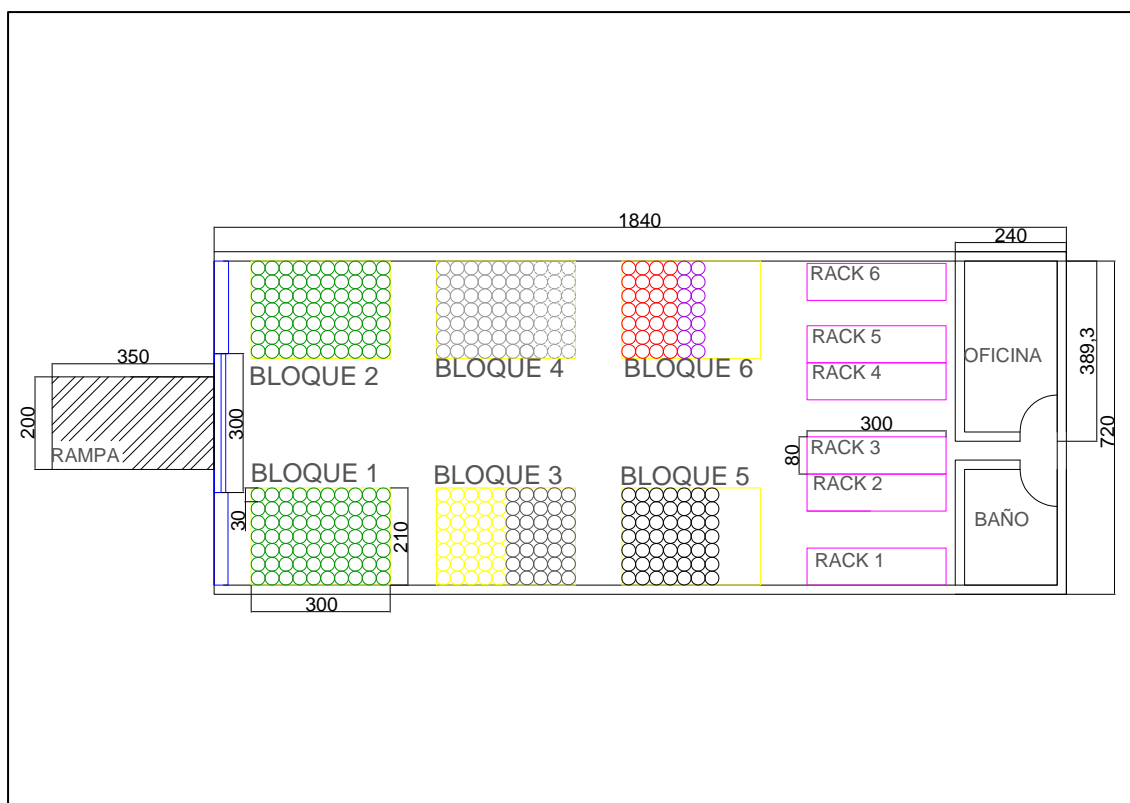 1840
240
RACK 6
350
RACK 5
OFICINA
389,3
BLOQUE 2
BLOQUE 4
BLOQUE 6
RACK 4
200
300
300
720
RAMPA
80
RACK 3
BLOQUE 1
BLOQUE 3
BLOQUE 5
RACK 2
30
210
BAÑO
RACK 1
300